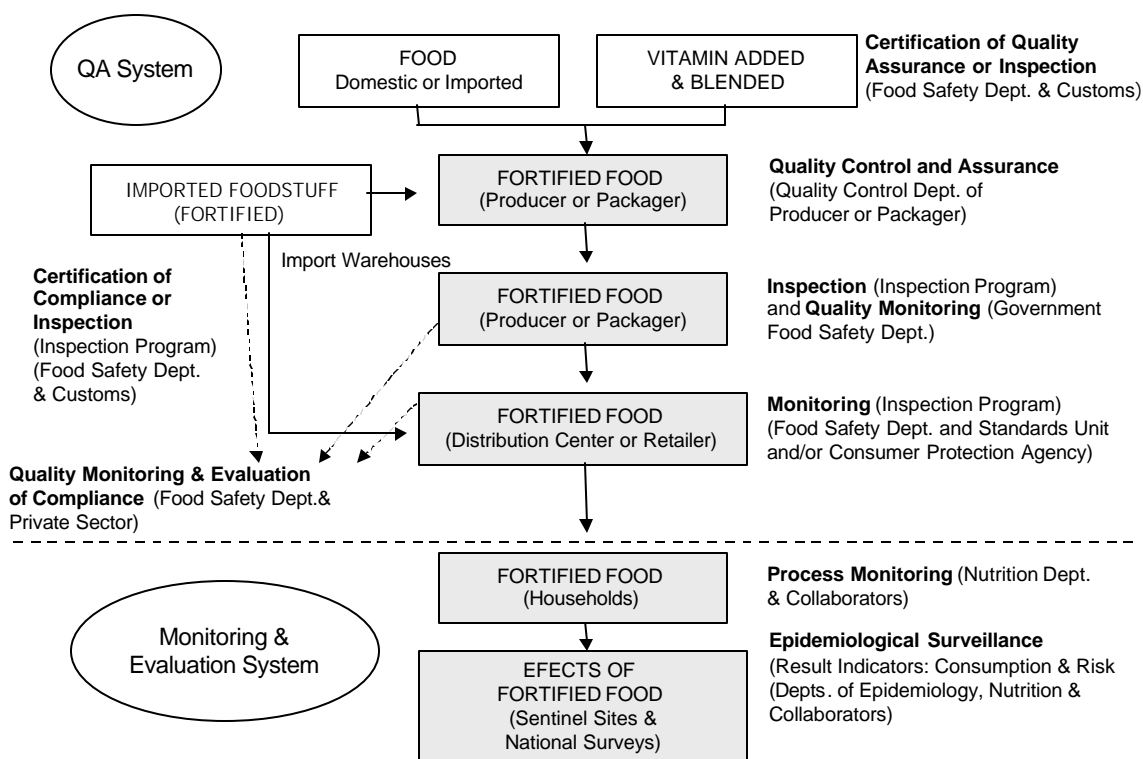 QA System
FOOD
Domestic or Imported
VITAMIN ADDED
& BLENDED
Certification of Quality
Assurance or Inspection
(Food Safety Dept. & Customs)
IMPORTED FOODSTUFF
(FORTIFIED)
FORTIFIED FOOD
(Producer or Packager)
Quality Control and Assurance
(Quality Control Dept. of
Producer or Packager)
Import Warehouses
Certification of
Compliance or
Inspection
(Inspection Program)
(Food Safety Dept.
& Customs)
FORTIFIED FOOD
(Producer or Packager)
Inspection (Inspection Program)
and Quality Monitoring (Government
Food Safety Dept.)
FORTIFIED FOOD
(Distribution Center or Retailer)
Monitoring (Inspection Program)
(Food Safety Dept. and Standards Unit
and/or Consumer Protection Agency)
Quality Monitoring & Evaluation
of Compliance (Food Safety Dept.&
Private Sector)
Monitoring &
Evaluation System
FORTIFIED FOOD
(Households)
Process Monitoring (Nutrition Dept.
& Collaborators)
EFECTS OF
FORTIFIED FOOD
(Sentinel Sites &
National Surveys)
Epidemiological Surveillance
(Result Indicators: Consumption & Risk
(Depts. of Epidemiology, Nutrition &
Collaborators)